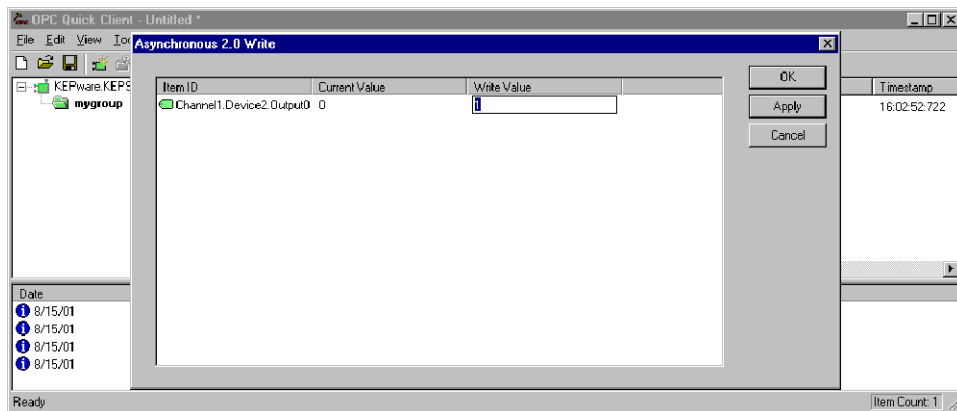 OPC Quick Client - Untitled *
File Edit View
Asynchronous 2.0 Write
OK
Apply
Cancel
Item ID Current Value Write Value
Channel1.Device2.Output0 0 1
KEPware.KEPS
mygroup
Timestamp
16:02:52:722
Date
8/15/01
8/15/01
8/15/01
8/15/01
Ready Item Count: 1